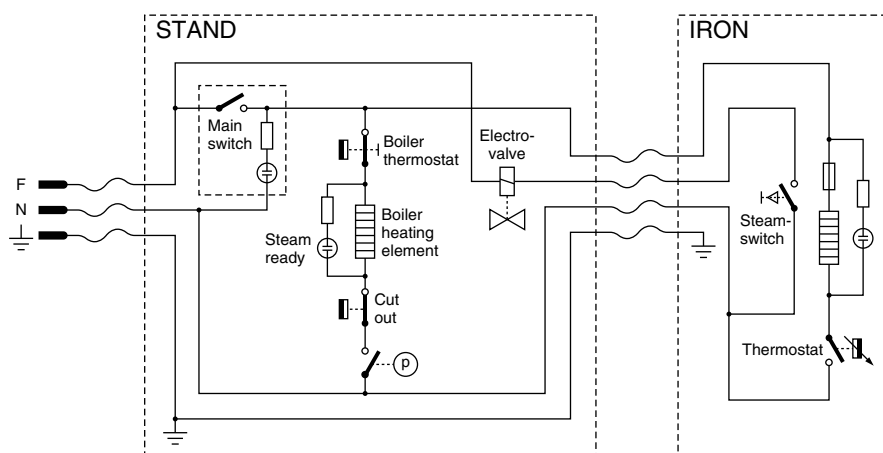 STAND
IRON
Main
switch
Boiler
thermostat
Electro-
valve
F
N
Steam
ready
Boiler
heating
element
Steam-
switch
Cut
out
p
Thermostat